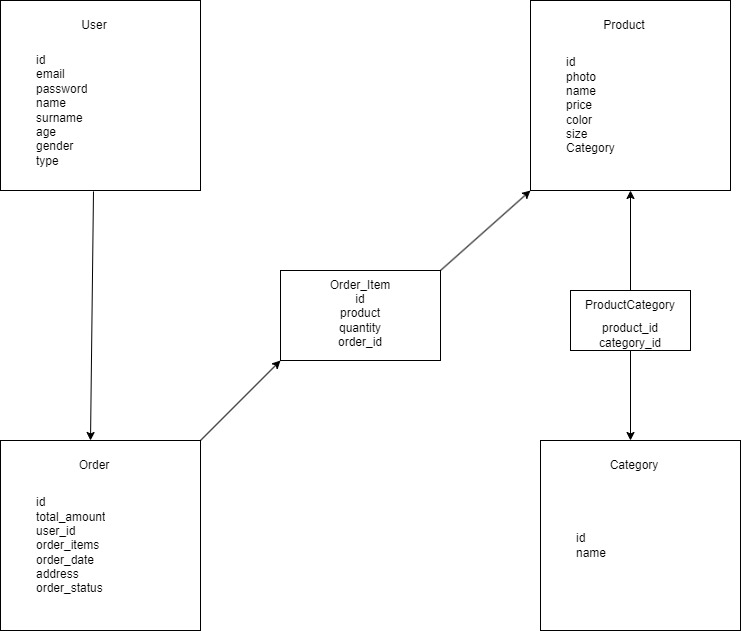 User
id
email
password
name
surname
age
gender
type
Product
id
photo
name
price
color
size
Category
Order_Item
id
product
quantity
order_id
ProductCategory
product_id
category_id
Order
id
total_amount
user_id
order_items
order_date
address
order_status
Category
id
name